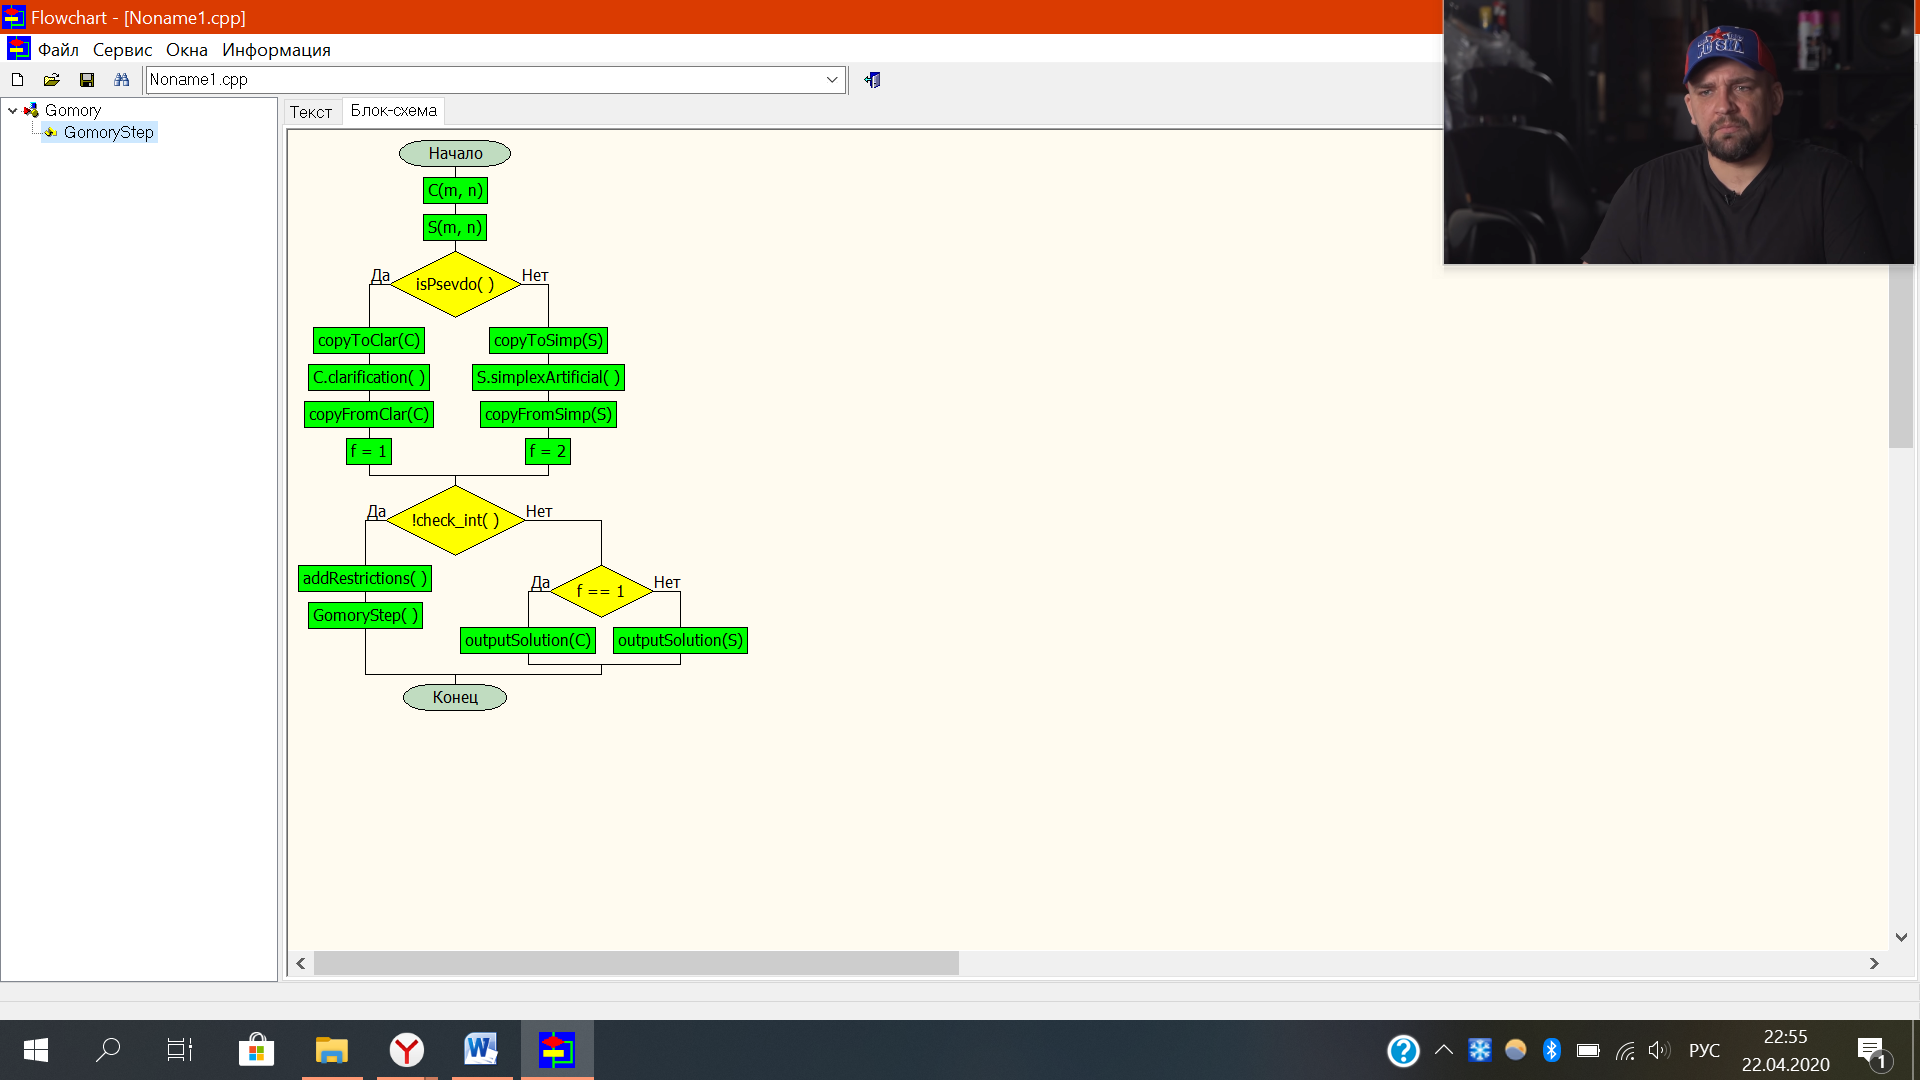 Flowchart - [Noname1.cpp]
Файл Сервис Окна Информация
Noname1.cpp
Gomory
GomoryStep
Текст Блок-схема
Начало
C(m, n)
S(m, n)
Да isPsevdo( ) Нет
copyToClar(C) copyToSimp(S)
C.clarification( ) S.simplexArtificial( )
copyFromClar(C) copyFromSimp(S)
f = 1 f = 2
Да !check_int( ) Нет
addRestrictions( ) Да f == 1 Нет
GomoryStep( )
outputSolution(C) outputSolution(S)
Конец
РУС
22:55
22.04.2020
1